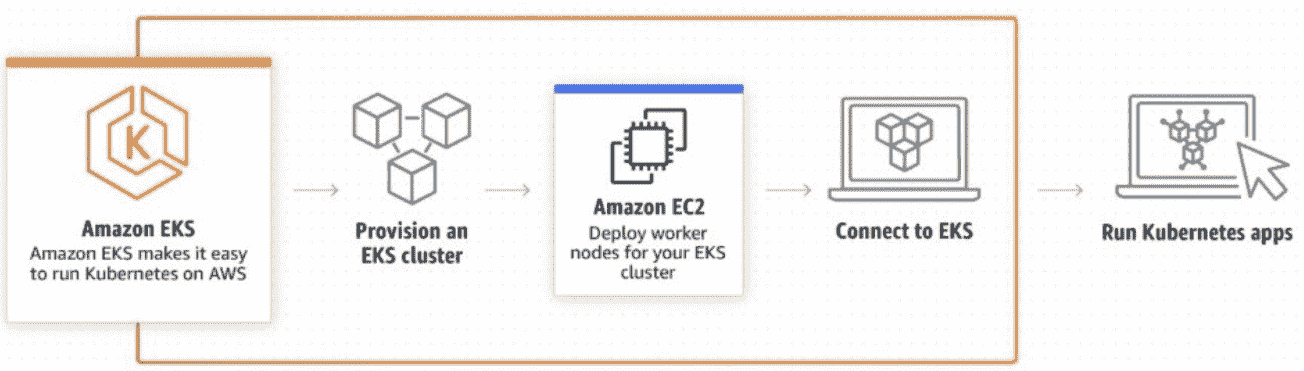 K
Amazon EKS
Amazon EKS makes it easy
to run Kubernetes on AWS
Provision an
EKS cluster
Amazon EC2
Deploy worker
nodes for your EKS
cluster
Connect to EKS
Run Kubernetes apps